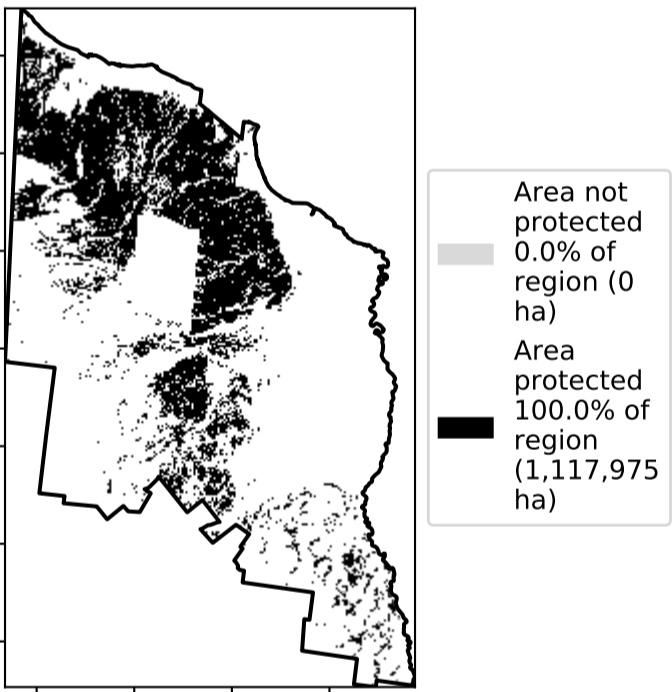 Area not
protected
0.0% of
region (0
ha)
Area
protected
100.0% of
region
(1,117,975
ha)